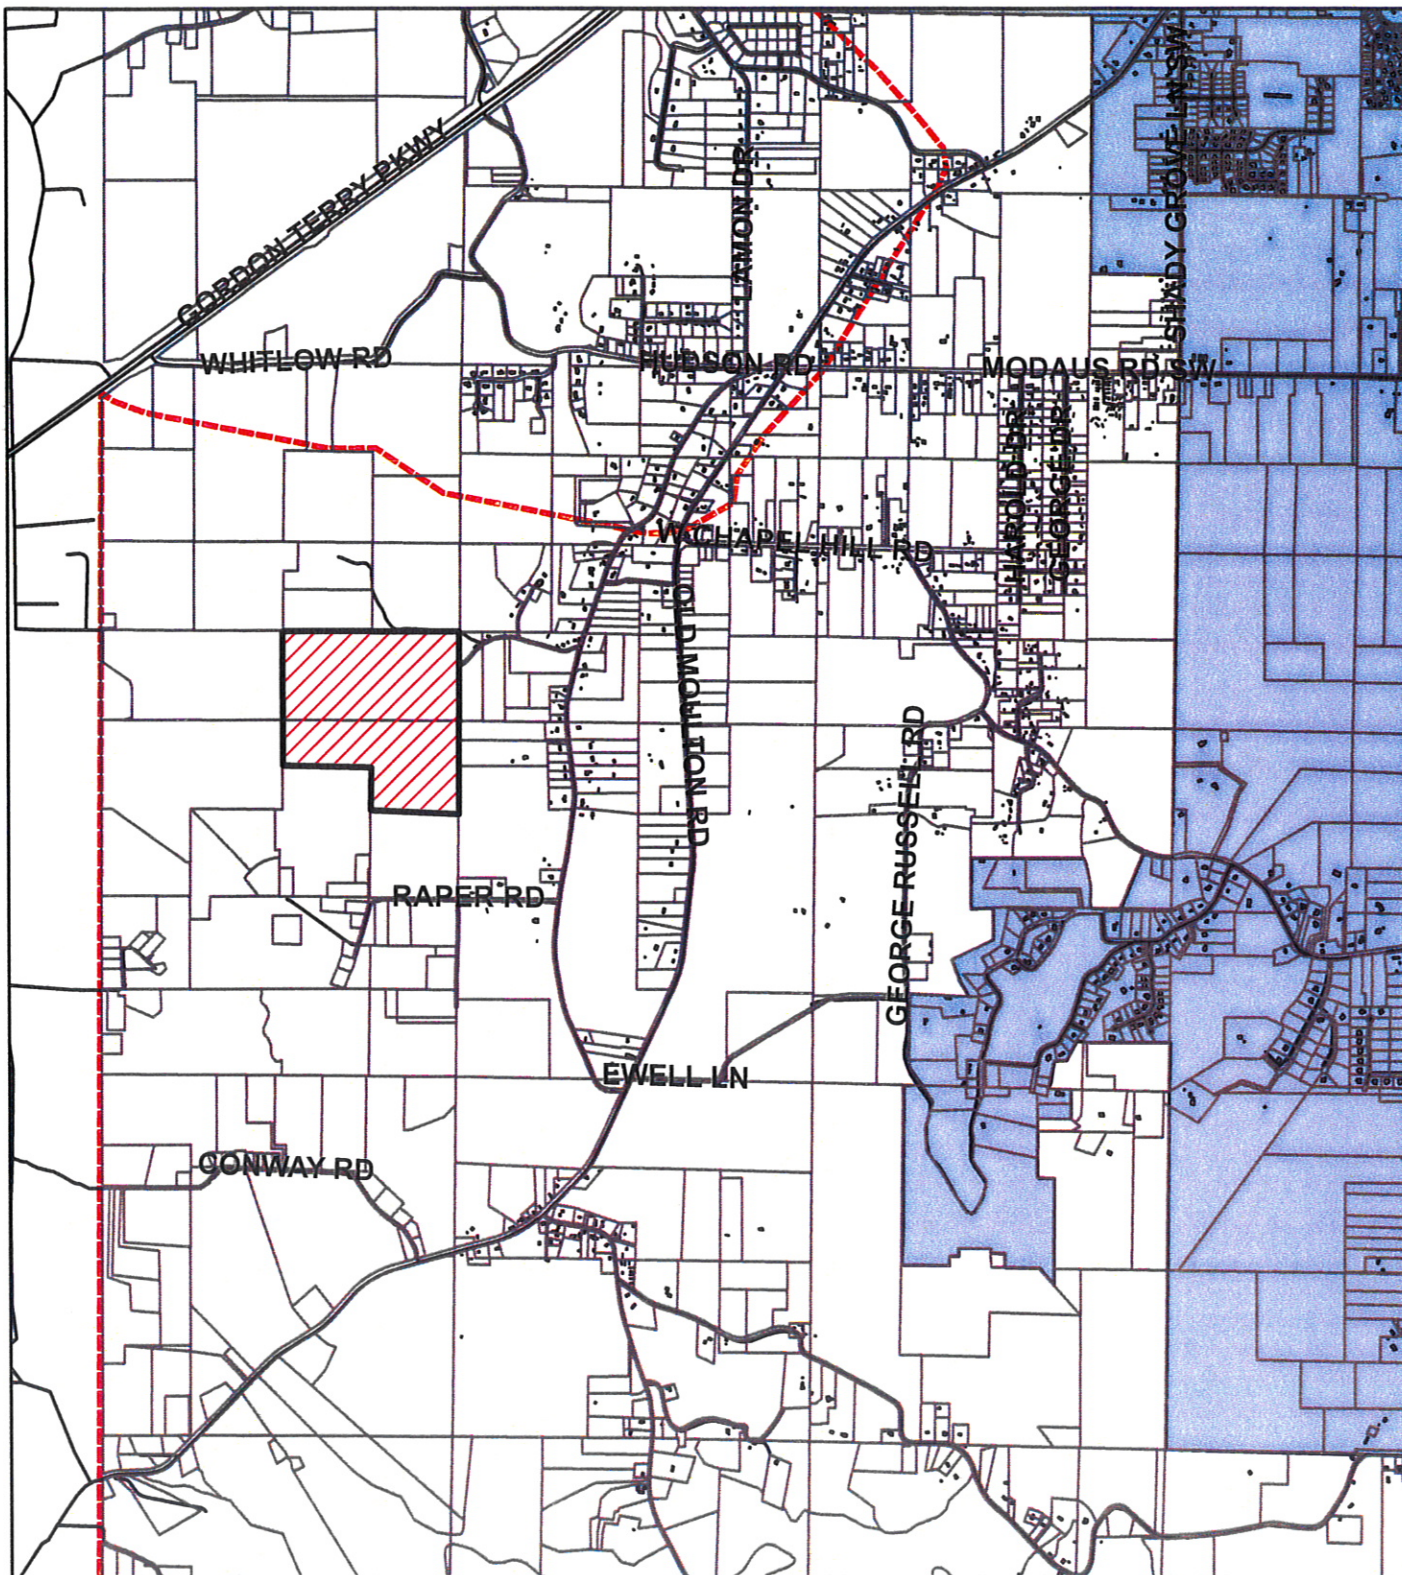 SHADY GROVE LN SW
GORDON TERRY PKWY
LAMON DR
WHITLOW RD
HUDSON RD
MODAUS RD SW
HAROLD DR
GEORGE DR
W CHAPEL HILL RD
OLD MOULTON RD
GEORGE RUSSELL RD
RAPER RD
EWELL LN
CONWAY RD